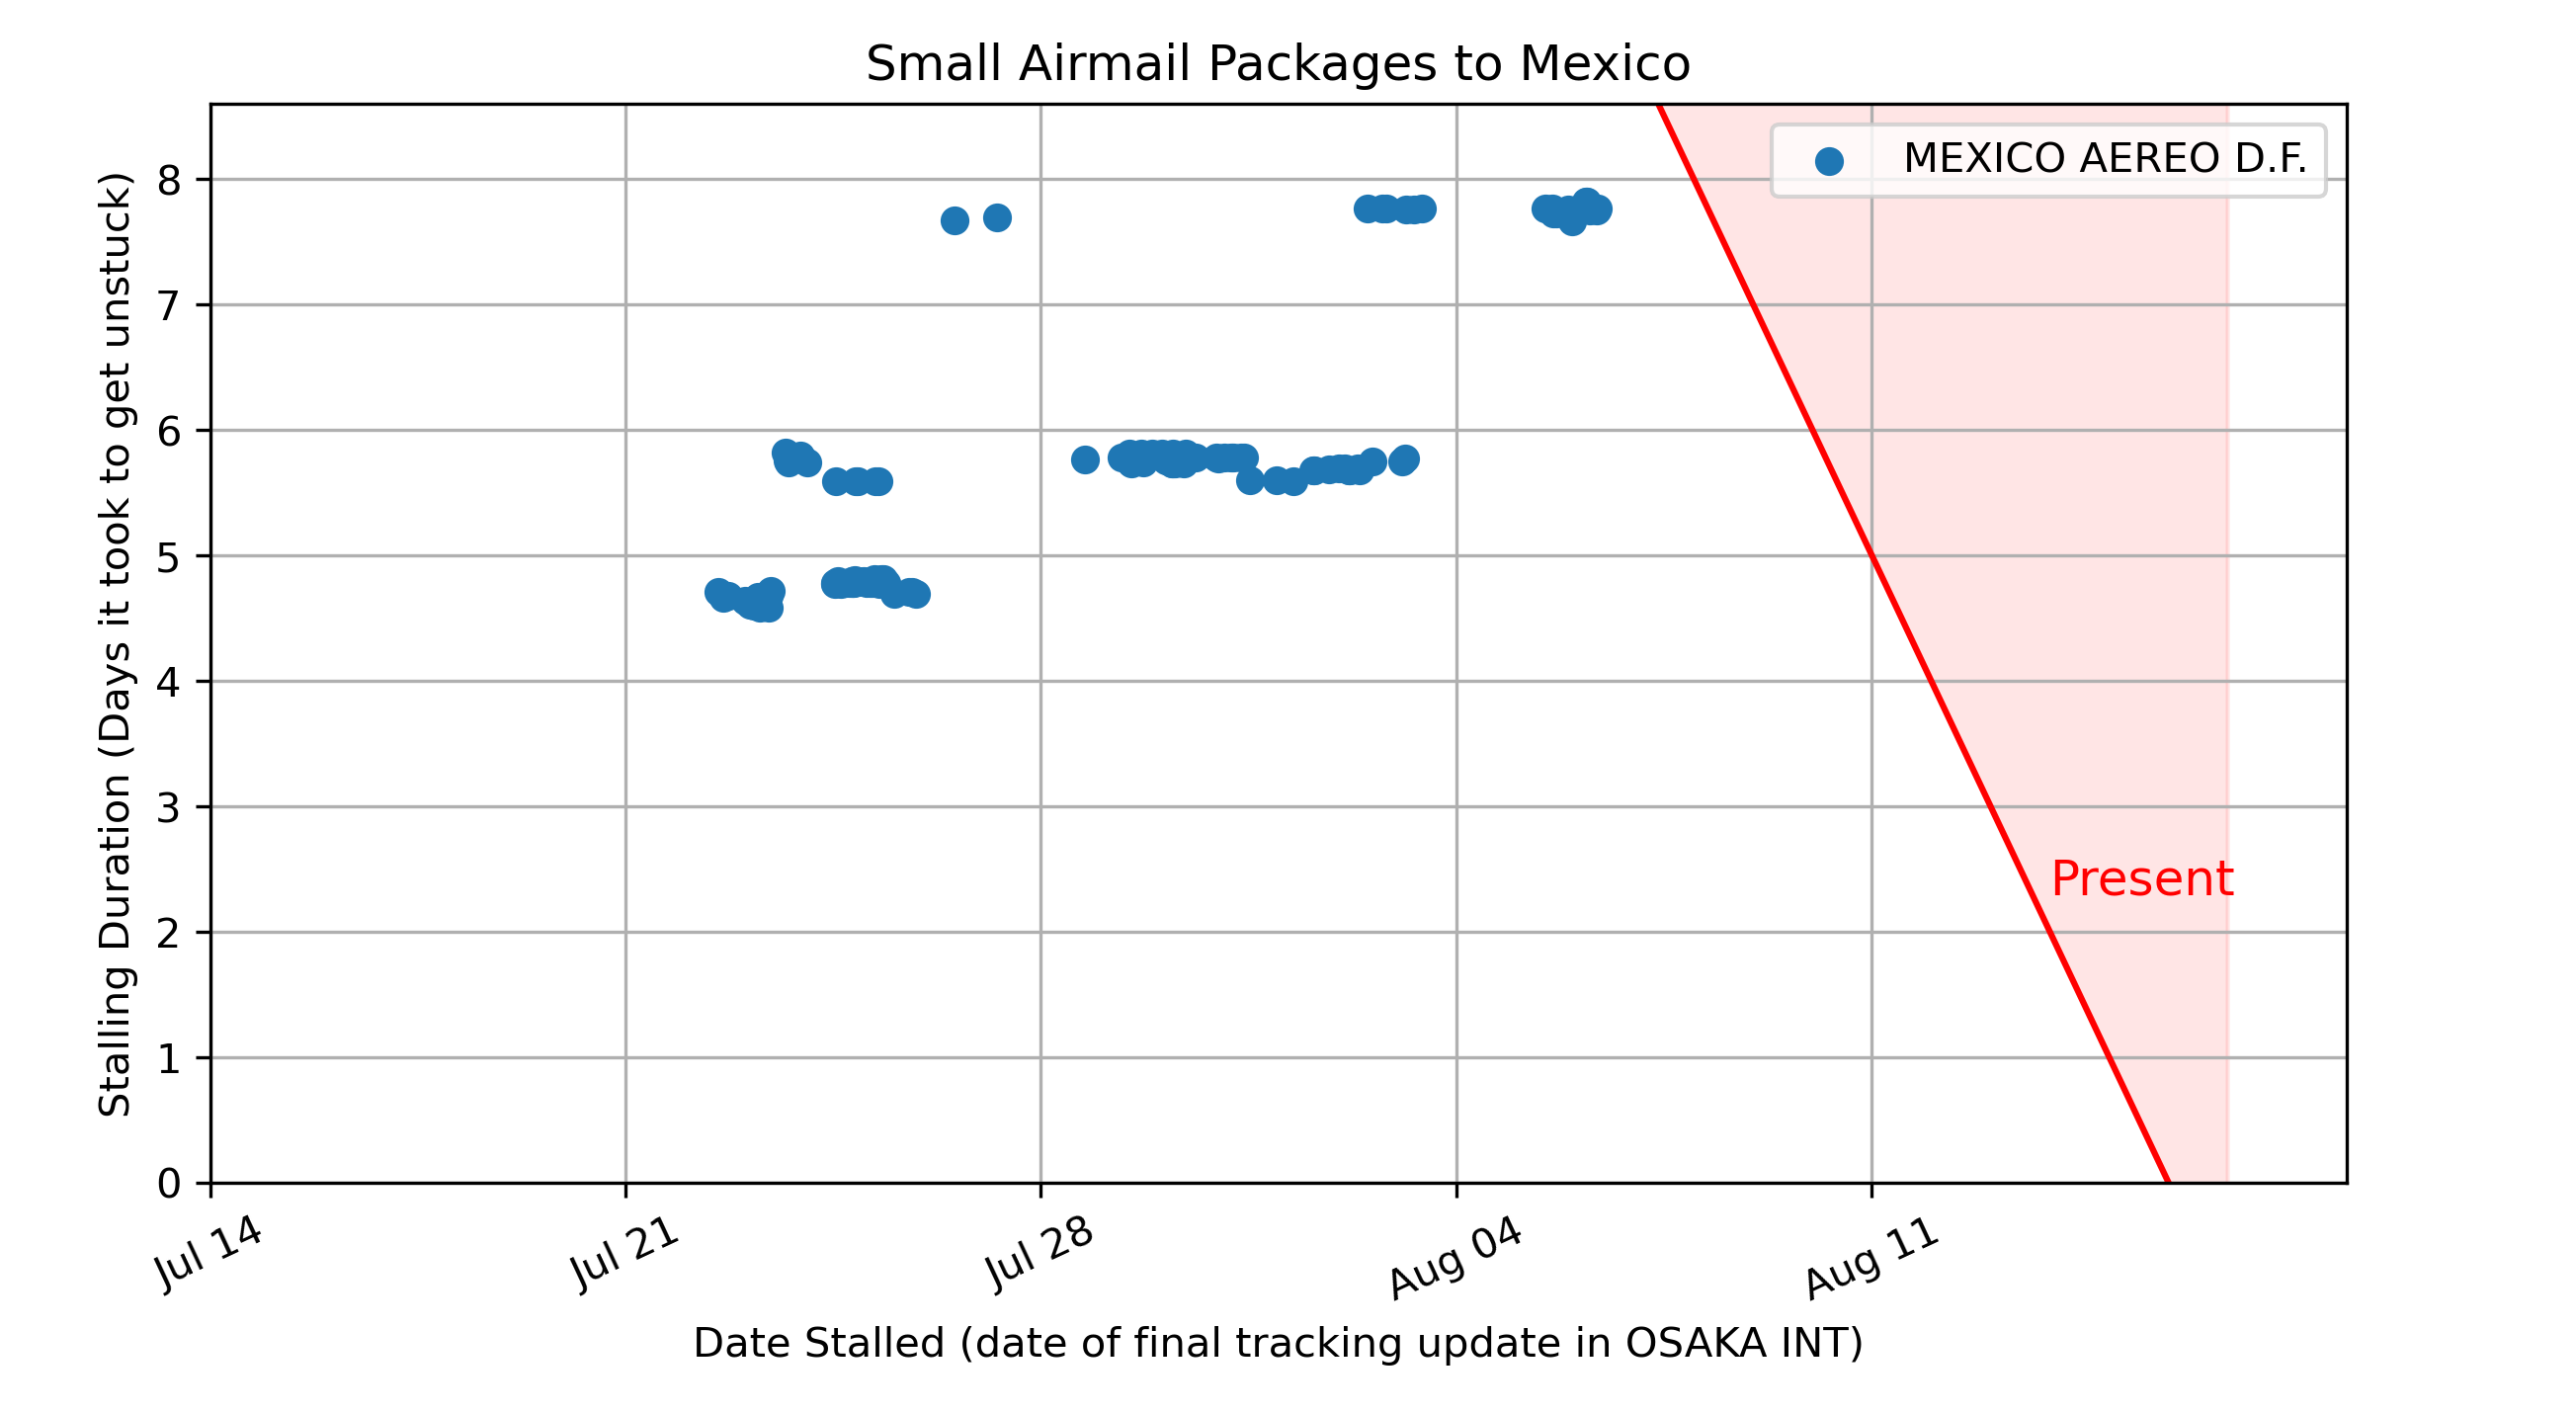 Small Airmail Packages to Mexico
MEXICO AEREO D.F.
Stalling Duration (Days it took to get unstuck)
8
7
6
5
4
3
2
1
0
Present
Jul 14
Jul 21
Jul 28
Aug 04
Aug 11
Date Stalled (date of final tracking update in OSAKA INT)